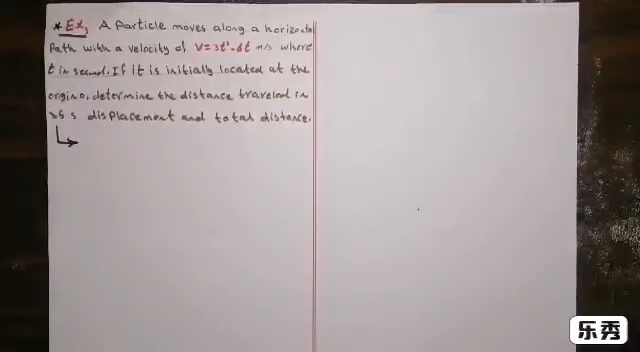 * Ex, A Particle moves along a horizontal
Path with a velocity of V=3t²-6t m/s where
t in second. If it is initially located at the
origin o, determine the distance traveled in
3.5 s displacement and total distance.
乐秀